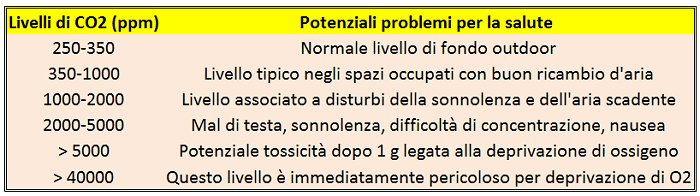 Livelli di CO2 (ppm) Potenziali problemi per la salute
250-350 Normale livello di fondo outdoor
350-1000 Livello tipico negli spazi occupati con buon ricambio d'aria
1000-2000 Livello associato a disturbi della sonnolenza e dell'aria scadente
2000-5000 Mal di testa, sonnolenza, difficoltà di concentrazione, nausea
> 5000 Potenziale tossicità dopo 1 g legata alla deprivazione di ossigeno
> 40000 Questo livello è immediatamente pericoloso per deprivazione di O2